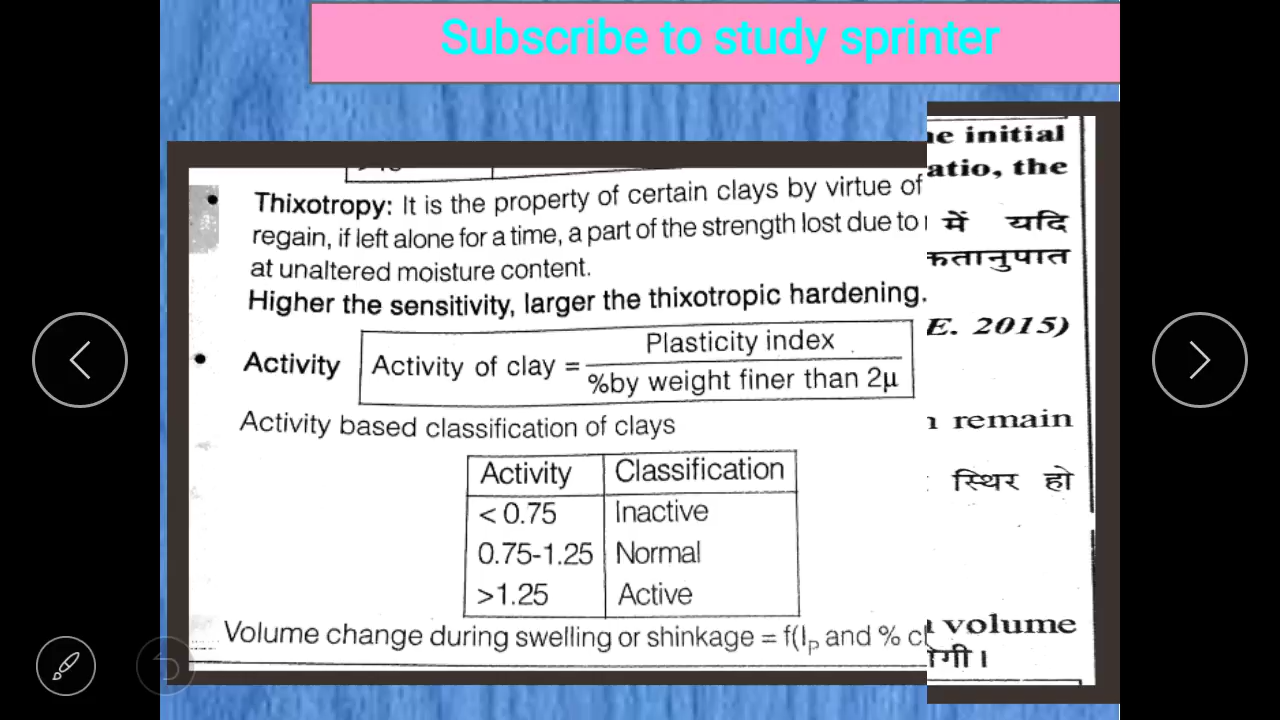 Subscribe to study sprinter
Thixotropy: It is the property of certain clays by virtue of
regain, if left alone for a time, a part of the strength lost due to
at unaltered moisture content.
Higher the sensitivity, larger the thixotropic hardening.
Activity
Activity of clay = Plasticity index
%by weight finer than 2μ
Activity based classification of clays
Activity Classification
< 0.75 Inactive
0.75-1.25 Normal
>1.25 Active
Volume change during swelling or shinkage = f(Ip and %
initial
the
में यदि
E. 2015)
remain
स्थिर हो
volume